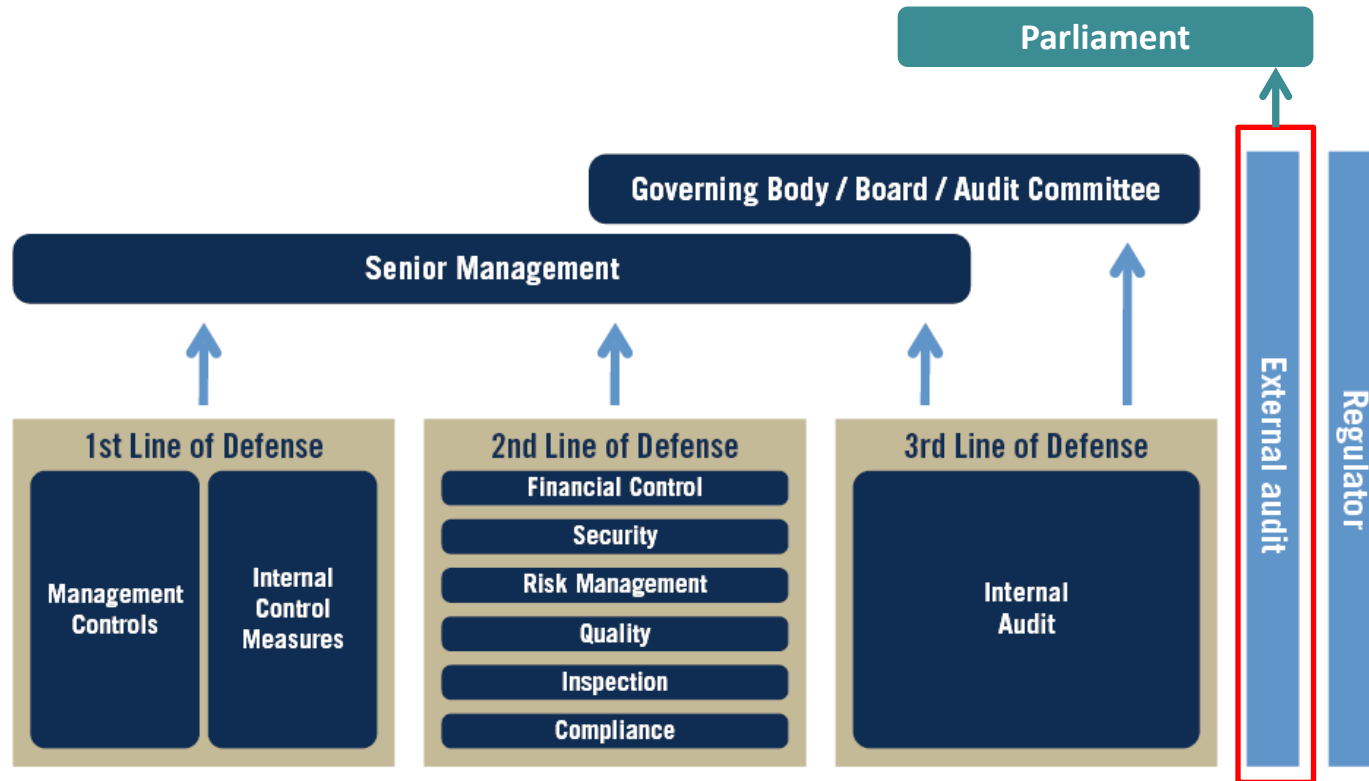 Parliament
Governing Body / Board / Audit Committee
Senior Management
1st Line of Defense
Management
Controls
Internal
Control
Measures
2nd Line of Defense
Financial Control
Security
Risk Management
Quality
Inspection
Compliance
3rd Line of Defense
Internal
Audit
External audit
Regulator